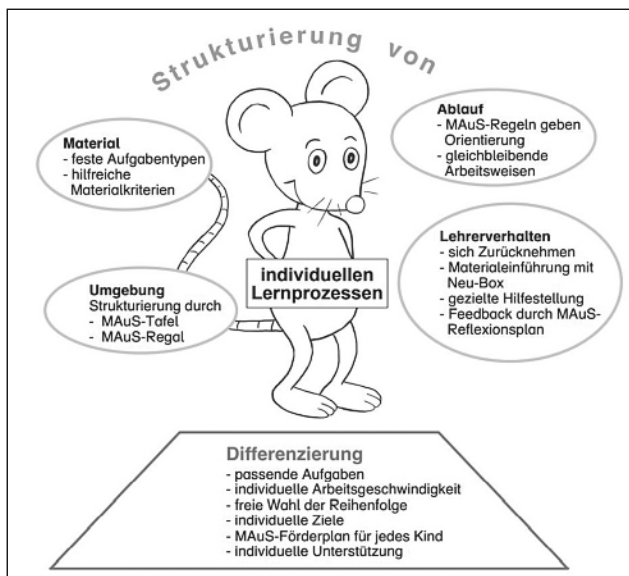 Strukturierung von
Material
- feste Aufgabentypen
- hilfreiche
Materialkriterien
Ablauf
- MAuS-Regeln geben
Orientierung
- gleichbleibende
Arbeitsweisen
Umgebung
Strukturierung durch
- MAuS-Tafel
- MAuS-Regal
individuellen
Lernprozessen
Lehrerverhalten
- sich Zurücknehmen
- Materialeinführung mit
Neu-Box
- gezielte Hilfestellung
- Feedback durch MAuS-
Reflexionsplan
Differenzierung
- passende Aufgaben
- individuelle Arbeitsgeschwindigkeit
- freie Wahl der Reihenfolge
- individuelle Ziele
- MAuS-Förderplan für jedes Kind
- individuelle Unterstützung